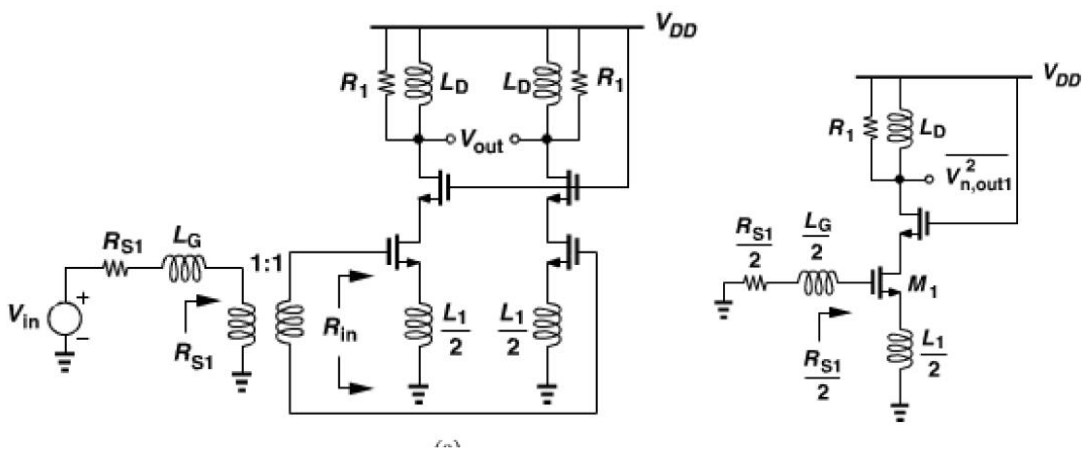 V_DD
R_1
L_D
L_D
R_1
V_out
R_S1
L_G
1:1
V_in
+
−
R_S1
R_in
L_1/2
L_1/2
V_DD
R_1
L_D
V²_n,out1
R_S1/2
L_G/2
M_1
R_S1/2
L_1/2